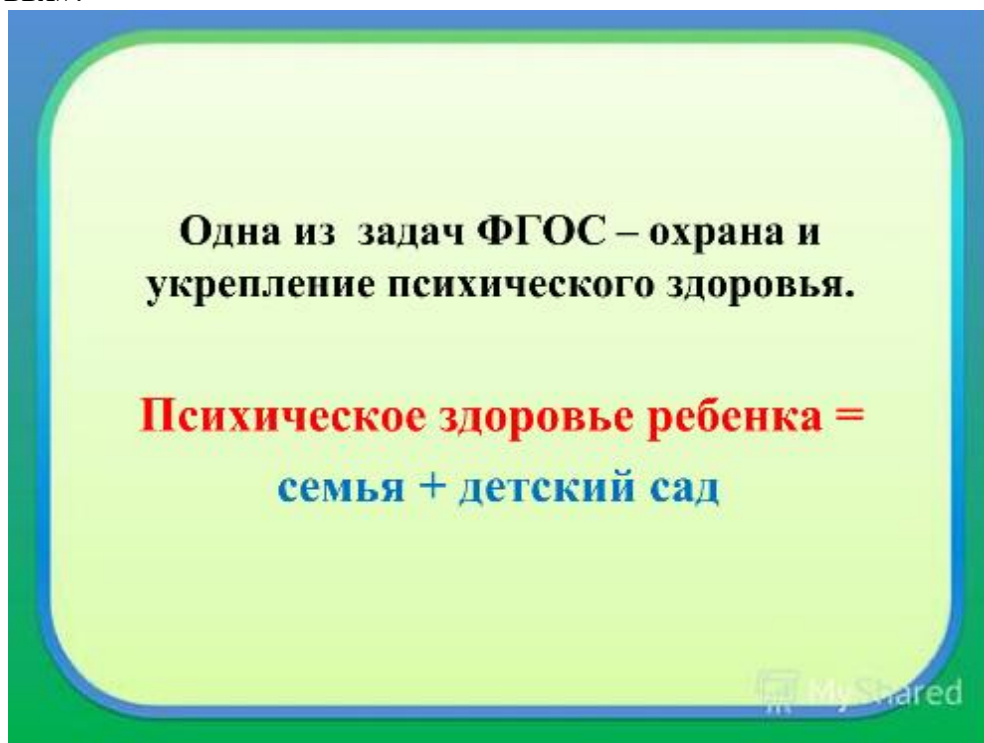 Одна из задач ФГОС – охрана и
укрепление психического здоровья.
Психическое здоровье ребенка =
семья + детский сад
MyShared